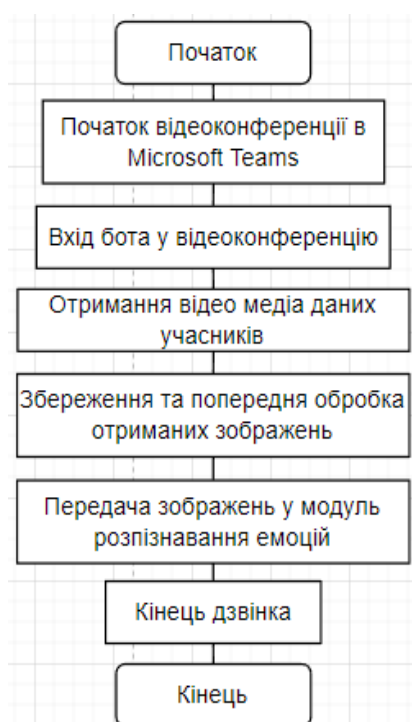 Початок
Початок відеоконференції в
Microsoft Teams
Вхід бота у відеоконференцію
Отримання відео медіа даних
учасників
Збереження та попередня обробка
отриманих зображень
Передача зображень у модуль
розпізнавання емоцій
Кінець дзвінка
Кінець